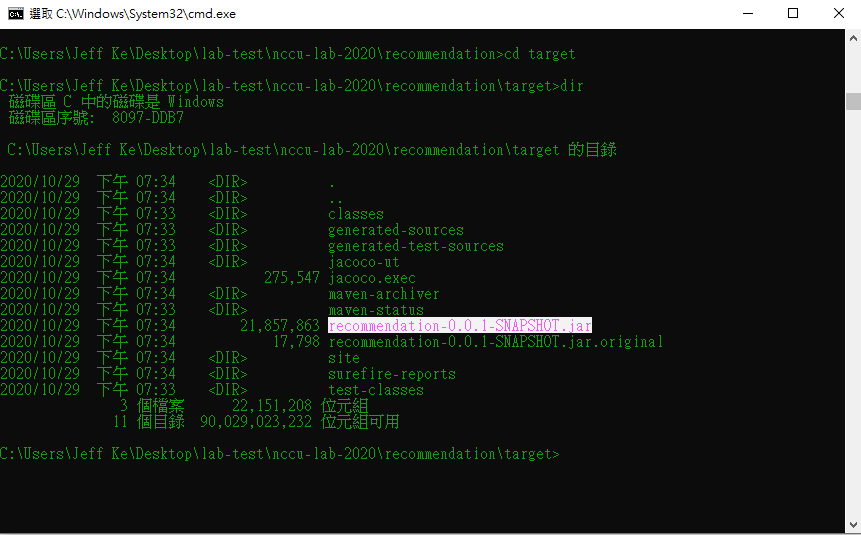 選取 C:\Windows\System32\cmd.exe
C:\Users\Jeff Ke\Desktop\lab-test\nccu-lab-2020\recommendation>cd target
C:\Users\Jeff Ke\Desktop\lab-test\nccu-lab-2020\recommendation\target>dir
磁碟區 C 中的磁碟是 Windows
磁碟區序號: 8097-DDB7
C:\Users\Jeff Ke\Desktop\lab-test\nccu-lab-2020\recommendation\target 的目錄
2020/10/29 下午 07:34 <DIR> .
2020/10/29 下午 07:34 <DIR> ..
2020/10/29 下午 07:33 <DIR> classes
2020/10/29 下午 07:33 <DIR> generated-sources
2020/10/29 下午 07:33 <DIR> generated-test-sources
2020/10/29 下午 07:34 <DIR> jacoco-ut
2020/10/29 下午 07:34 275,547 jacoco.exec
2020/10/29 下午 07:34 <DIR> maven-archiver
2020/10/29 下午 07:33 <DIR> maven-status
2020/10/29 下午 07:34 21,857,863 recommendation-0.0.1-SNAPSHOT.jar
2020/10/29 下午 07:34 17,798 recommendation-0.0.1-SNAPSHOT.jar.original
2020/10/29 下午 07:34 <DIR> site
2020/10/29 下午 07:34 <DIR> surefire-reports
2020/10/29 下午 07:33 <DIR> test-classes
3 個檔案 22,151,208 位元組
11 個目錄 90,029,023,232 位元組可用
C:\Users\Jeff Ke\Desktop\lab-test\nccu-lab-2020\recommendation\target>